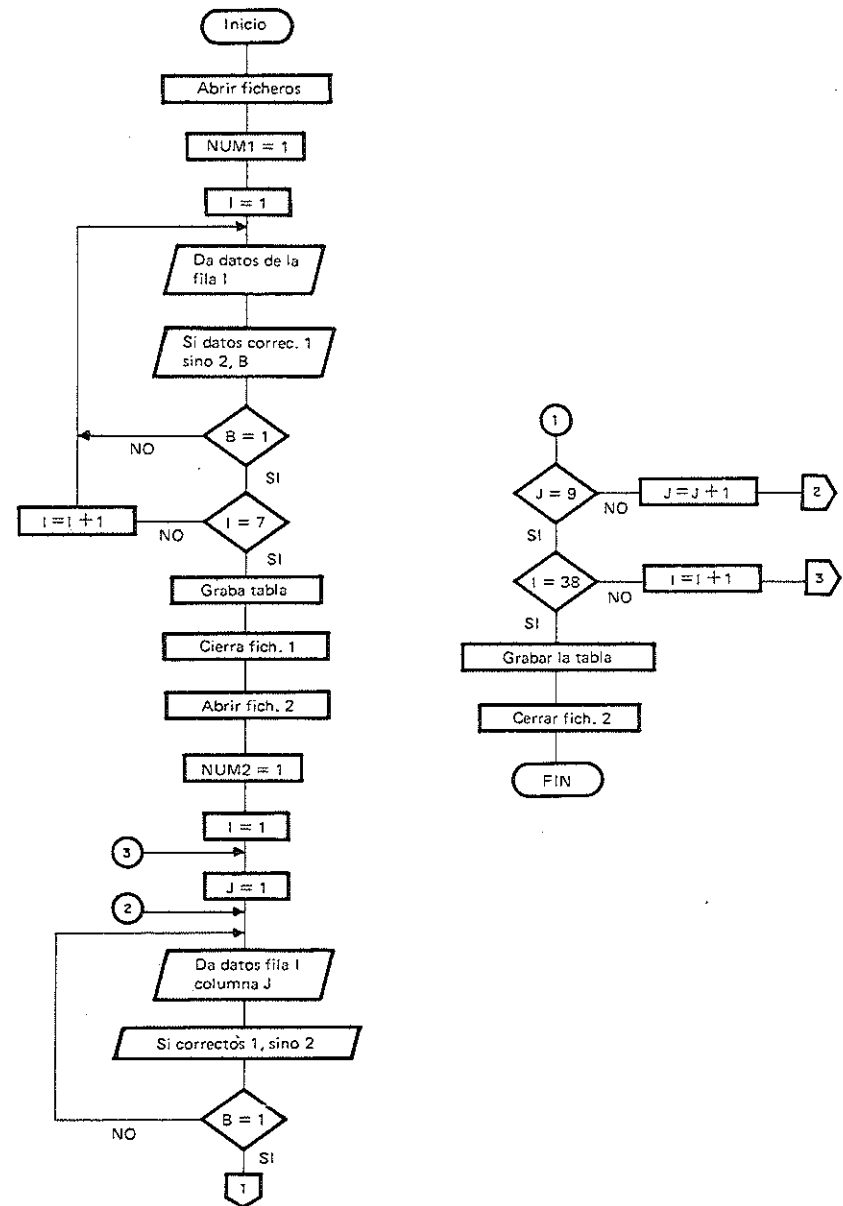 Inicio
Abrir ficheros
NUM1 = 1
I = 1
Da datos de la
fila I
Si datos correc. 1
sino 2, B
B = 1
NO
SI
I = 7
NO
I=I+1
SI
Graba tabla
Cierra fich. 1
Abrir fich. 2
NUM2 = 1
I = 1
3
J = 1
2
Da datos fila I
columna J
Si correctos 1, sino 2
B = 1
NO
SI
1
1
J = 9
NO
J=J+1
2
SI
I = 38
NO
I=I+1
3
SI
Grabar la tabla
Cerrar fich. 2
FIN